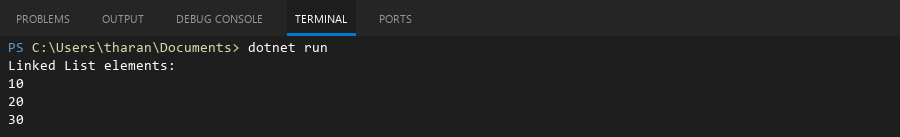 PROBLEMS OUTPUT DEBUG CONSOLE TERMINAL PORTS
PS C:\Users\tharan\Documents> dotnet run
Linked List elements:
10
20
30